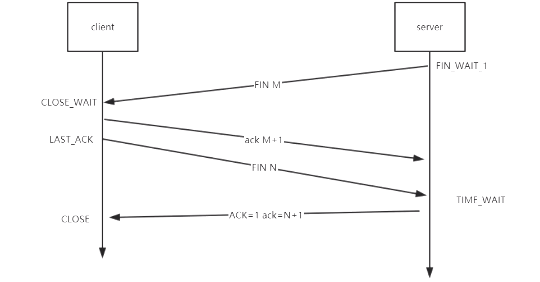 client
server
FIN_WAIT_1
FIN M
CLOSE_WAIT
LAST_ACK
ack M+1
FIN N
TIME_WAIT
ACK=1 ack=N+1
CLOSE